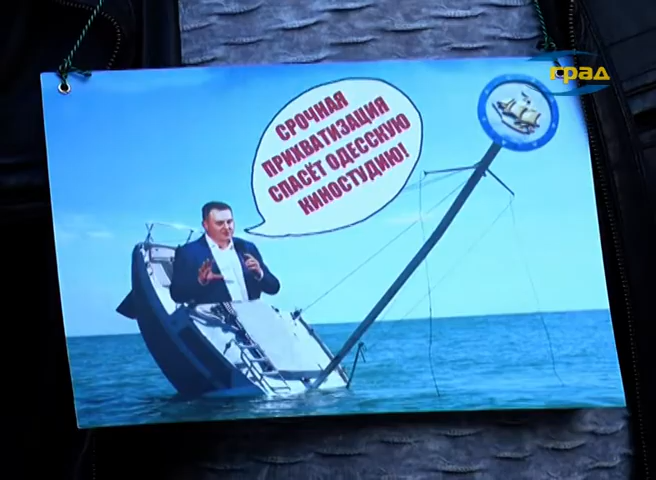 град
СРОЧНАЯ
ПРИХВАТИЗАЦИЯ
СПАСЁТ ОДЕССКУЮ
КИНОСТУДИЮ!